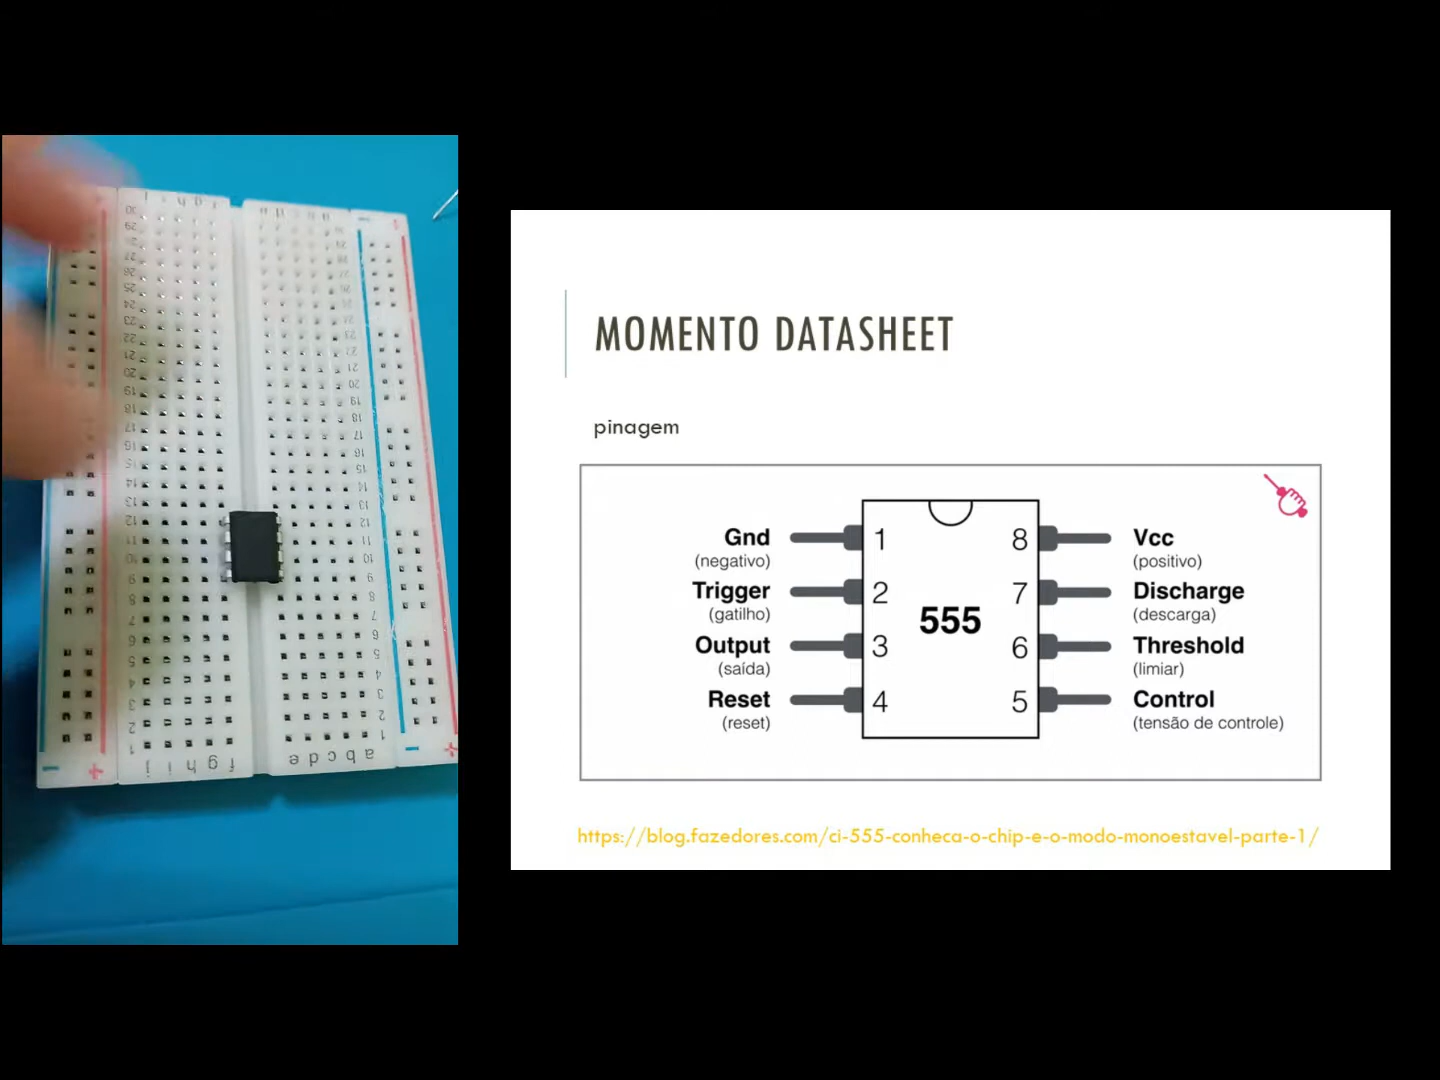 MOMENTO DATASHEET
pinagem
Gnd
(negativo)
Trigger
(gatilho)
Output
(saída)
Reset
(reset)
1
2
3
4
555
8
7
6
5
Vcc
(positivo)
Discharge
(descarga)
Threshold
(limiar)
Control
(tensão de controle)
https://blog.fazedores.com/ci-555-conheca-o-chip-e-o-modo-monoestavel-parte-1/